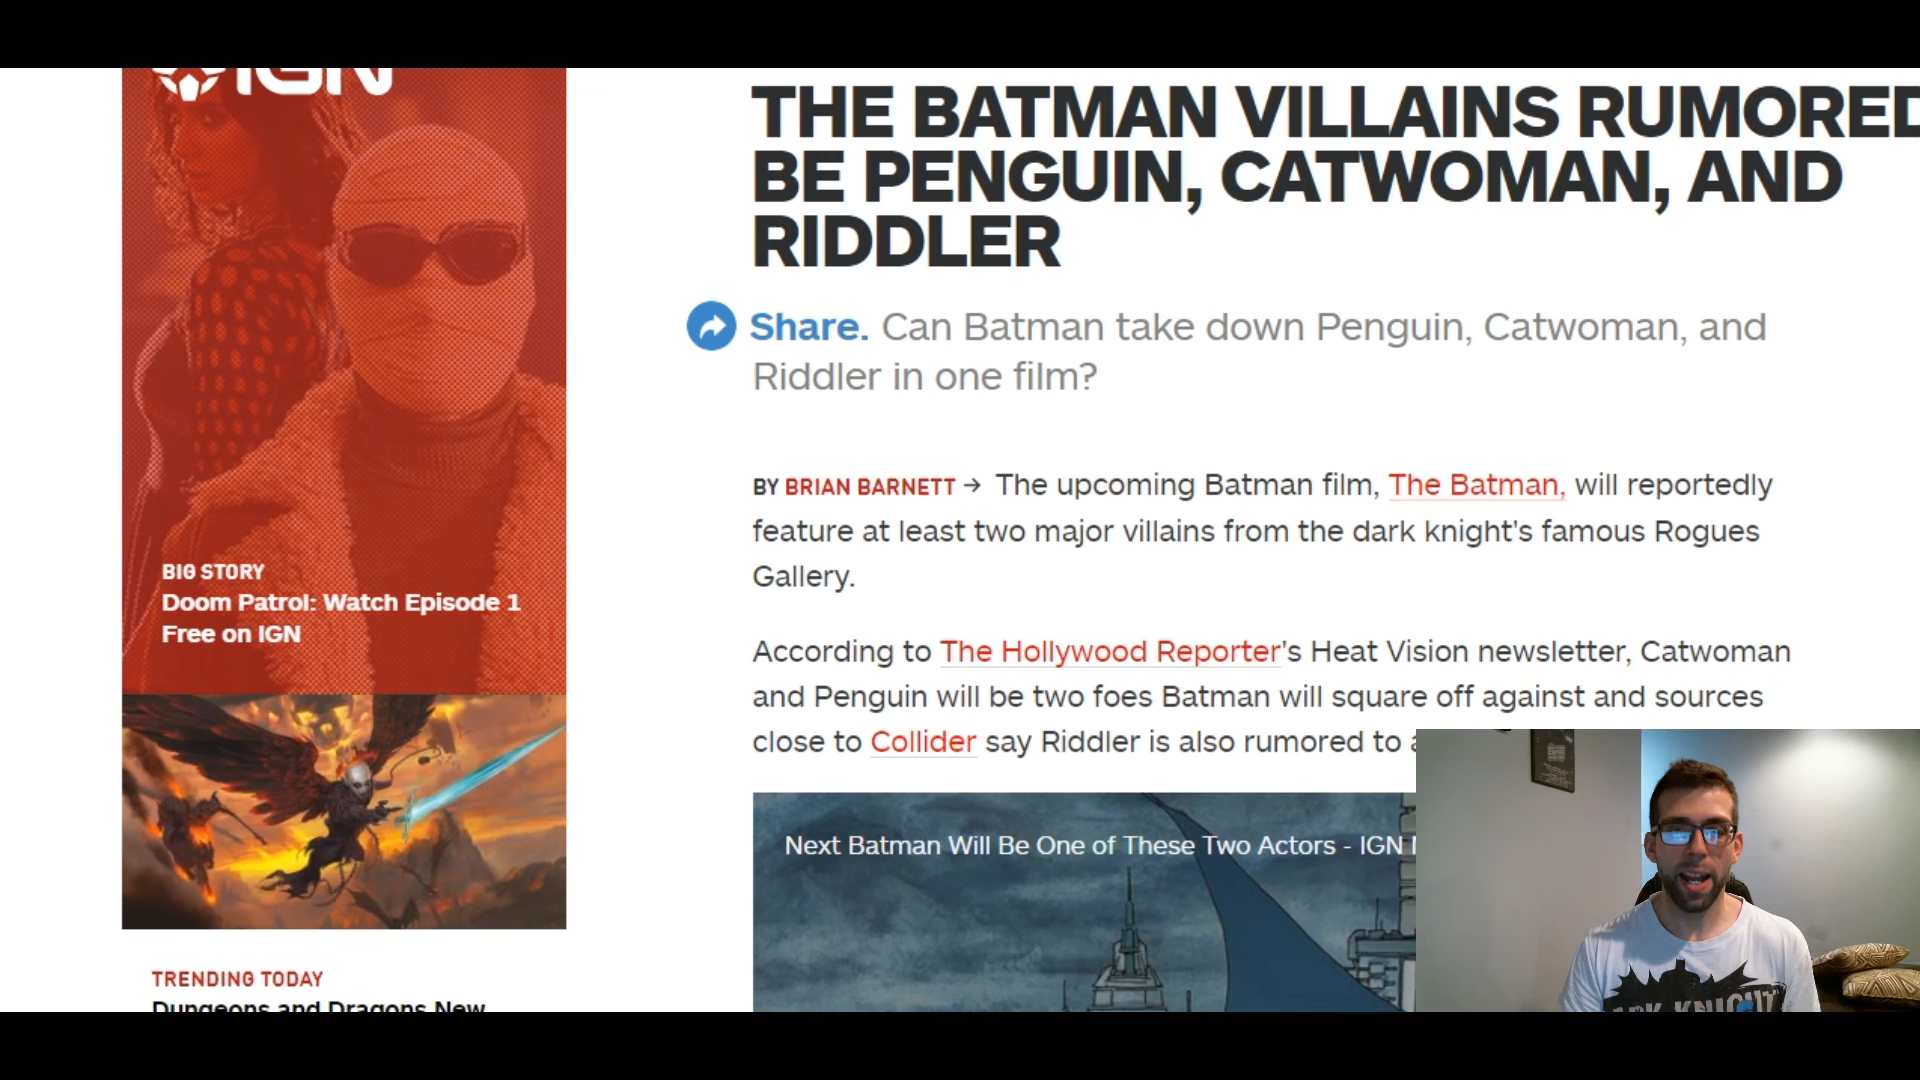 IGN
THE BATMAN VILLAINS RUMORED
BE PENGUIN, CATWOMAN, AND
RIDDLER
Share. Can Batman take down Penguin, Catwoman, and
Riddler in one film?
BY BRIAN BARNETT → The upcoming Batman film, The Batman, will reportedly
feature at least two major villains from the dark knight's famous Rogues
Gallery.
According to The Hollywood Reporter's Heat Vision newsletter, Catwoman
and Penguin will be two foes Batman will square off against and sources
close to Collider say Riddler is also rumored to
Next Batman Will Be One of These Two Actors - IGN
BIG STORY
Doom Patrol: Watch Episode 1
Free on IGN
TRENDING TODAY
Dungeons and Dragons New
DARK KNIGHT